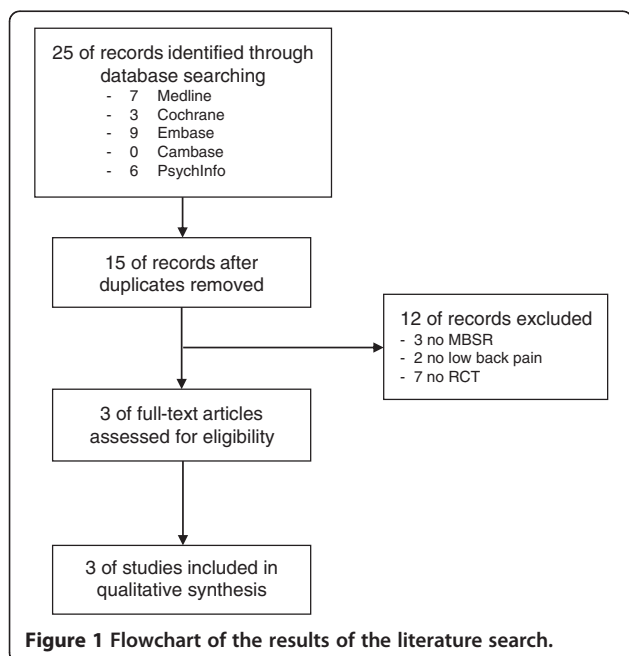 25 of records identified through
database searching
- 7 Medline
- 3 Cochrane
- 9 Embase
- 0 Cambase
- 6 PsychInfo
15 of records after
duplicates removed
12 of records excluded
- 3 no MBSR
- 2 no low back pain
- 7 no RCT
3 of full-text articles
assessed for eligibility
3 of studies included in
qualitative synthesis
Figure 1 Flowchart of the results of the literature search.